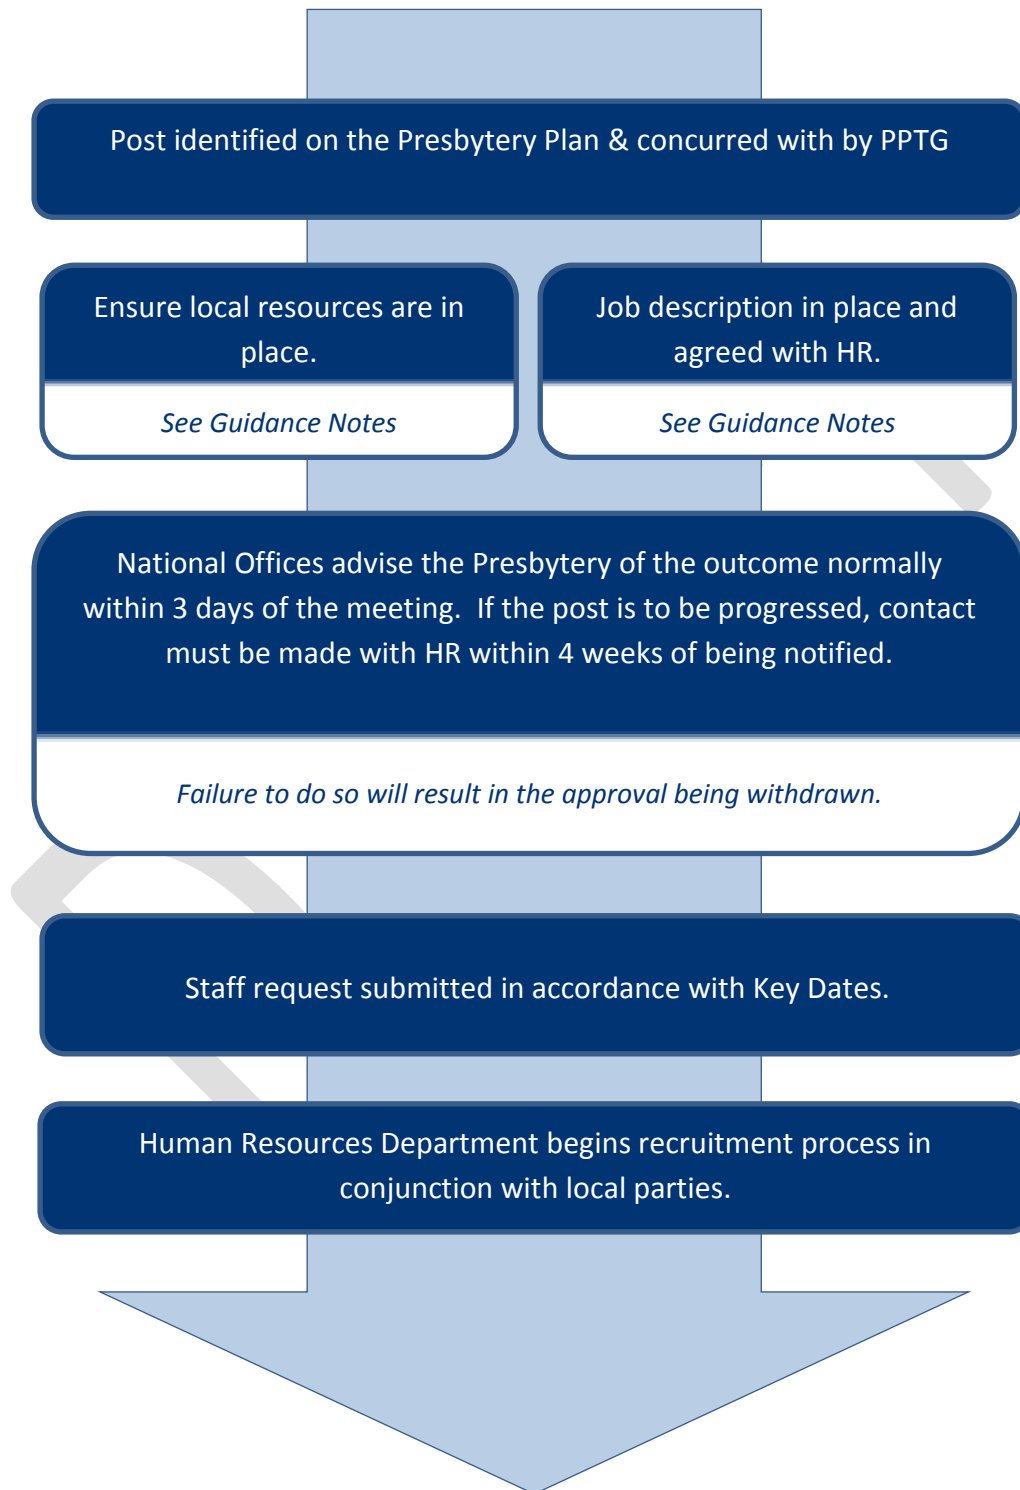 Post identified on the Presbytery Plan & concurred with by PPTG
Ensure local resources are in
place.
See Guidance Notes
Job description in place and
agreed with HR.
See Guidance Notes
National Offices advise the Presbytery of the outcome normally
within 3 days of the meeting.  If the post is to be progressed, contact
must be made with HR within 4 weeks of being notified.
Failure to do so will result in the approval being withdrawn.
Staff request submitted in accordance with Key Dates.
Human Resources Department begins recruitment process in
conjunction with local parties.